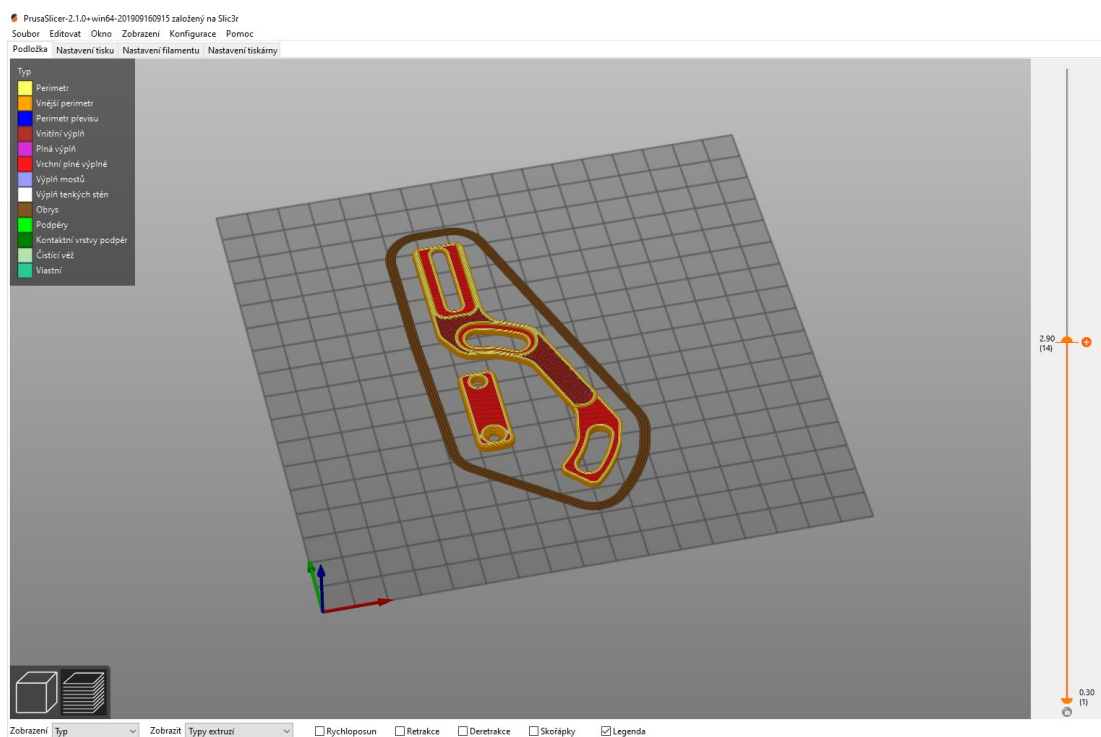 PrusaSlicer-2.1.0+win64-201909160915 založený na Slic3r
Soubor Editovat Okno Zobrazení Konfigurace Pomoc
Podložka Nastavení tisku Nastavení filamentu Nastavení tiskárny
Typ
Perimetr
Vnější perimetr
Perimetr převisu
Vnitřní výplň
Plná výplň
Vrchní plné výplně
Výplň mostů
Výplň tenkých stěn
Obrys
Podpěry
Kontaktní vrstvy podpěr
Čistící věž
Vlastní
2.90
(14)
0.30
(1)
Zobrazení Typ Zobrazit Typy extruzí Rychloposun Retrakce Deretrakce Skořápky Legenda